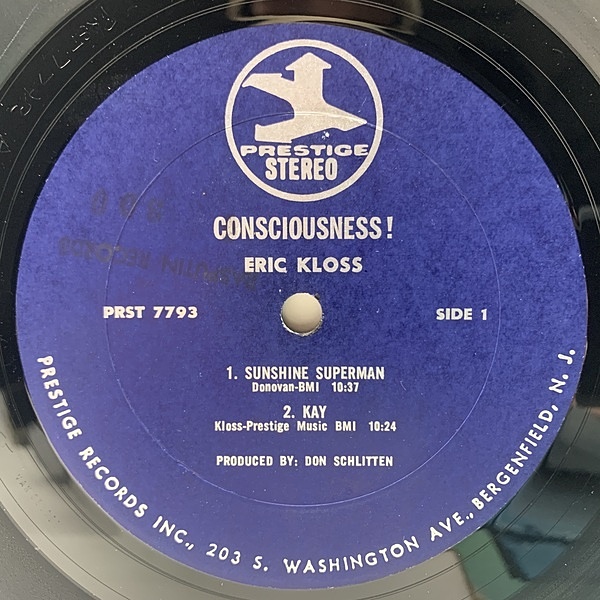 PRESTIGE
STEREO
CONSCIOUSNESS!
ERIC KLOSS
PRST 7793
SIDE 1
1. SUNSHINE SUPERMAN
Donovan-BMI 10:37
2. KAY
Kloss-Prestige Music BMI 10:24
PRODUCED BY: DON SCHLITTEN
PRESTIGE RECORDS INC., 203 S. WASHINGTON AVE., BERGENFIELD, N. J.